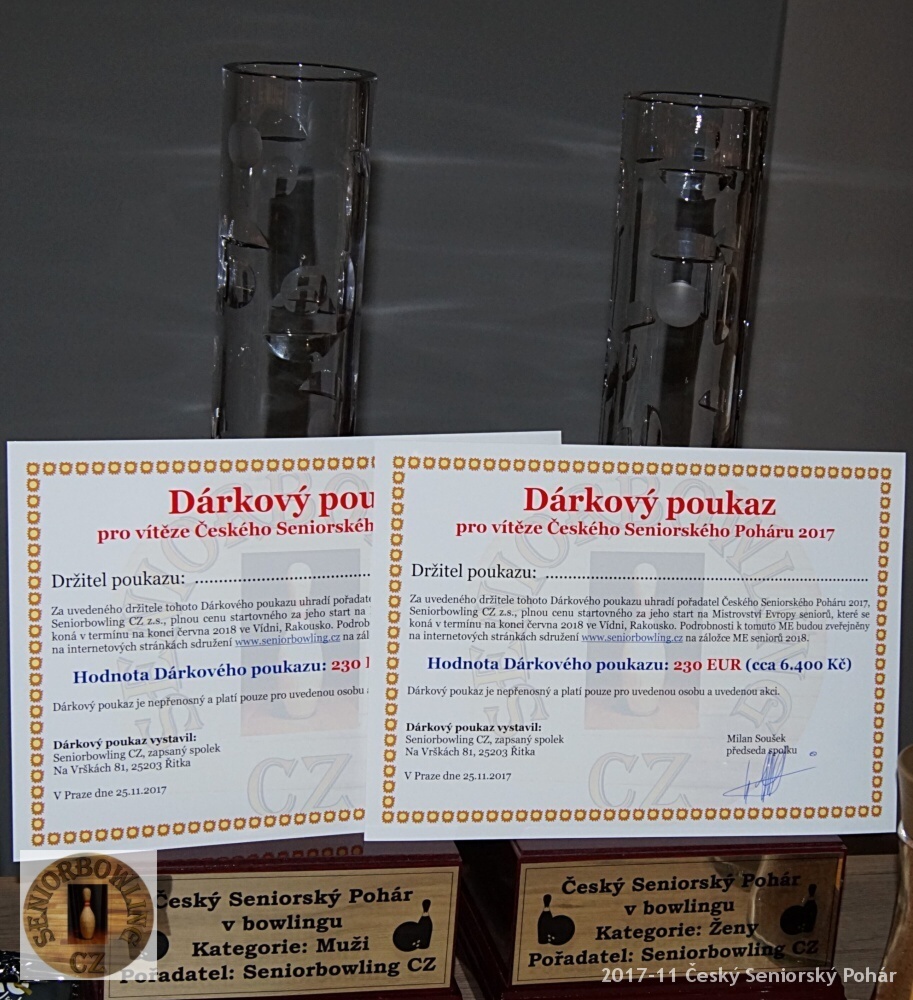 Dárkový pou
pro vítěze Českého Seniorskéh
Držitel poukazu: ........................................
Za uvedeného držitele tohoto Dárkového poukazu uhradí pořadate
Seniorbowling CZ z.s., plnou cenu startovného za jeho start na
koná v termínu na konci června 2018 ve Vídni, Rakousko. Podrob
na internetových stránkách sdružení www.seniorbowling.cz na zál
Hodnota Dárkového poukazu: 230
Dárkový poukaz je nepřenosný a platí pouze pro uvedenou osobu
Dárkový poukaz vystavil:
Seniorbowling CZ, zapsaný spolek
Na Vrškách 81, 25203 Řitka
V Praze dne 25.11.2017
Dárkový poukaz
pro vítěze Českého Seniorského Poháru 2017
Držitel poukazu: ........................................
Za uvedeného držitele tohoto Dárkového poukazu uhradí pořadatel Českého Seniorského Poháru 2017,
Seniorbowling CZ z.s., plnou cenu startovného za jeho start na Mistrovství Evropy seniorů, které se
koná v termínu na konci června 2018 ve Vídni, Rakousko. Podrobnosti k tomuto ME budou zveřejněny
na internetových stránkách sdružení www.seniorbowling.cz na záložce ME seniorů 2018.
Hodnota Dárkového poukazu: 230 EUR (cca 6.400 Kč)
Dárkový poukaz je nepřenosný a platí pouze pro uvedenou osobu a uvedenou akci.
Dárkový poukaz vystavil:
Seniorbowling CZ, zapsaný spolek
Na Vrškách 81, 25203 Řitka
Milan Soušek
předseda spolku
V Praze dne 25.11.2017
SENIORBOWLING
CZ
Český Seniorský Pohár
v bowlingu
Kategorie: Muži
Pořadatel: Seniorbowling CZ
Český Seniorský Pohár
v bowlingu
Kategorie: Ženy
Pořadatel: Seniorbowling CZ
2017-11 Český Seniorský Pohár